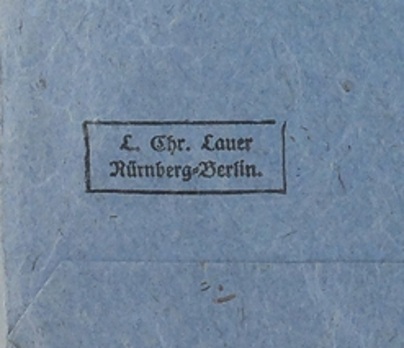 L. Chr. Lauer
Nürnberg-Berlin.